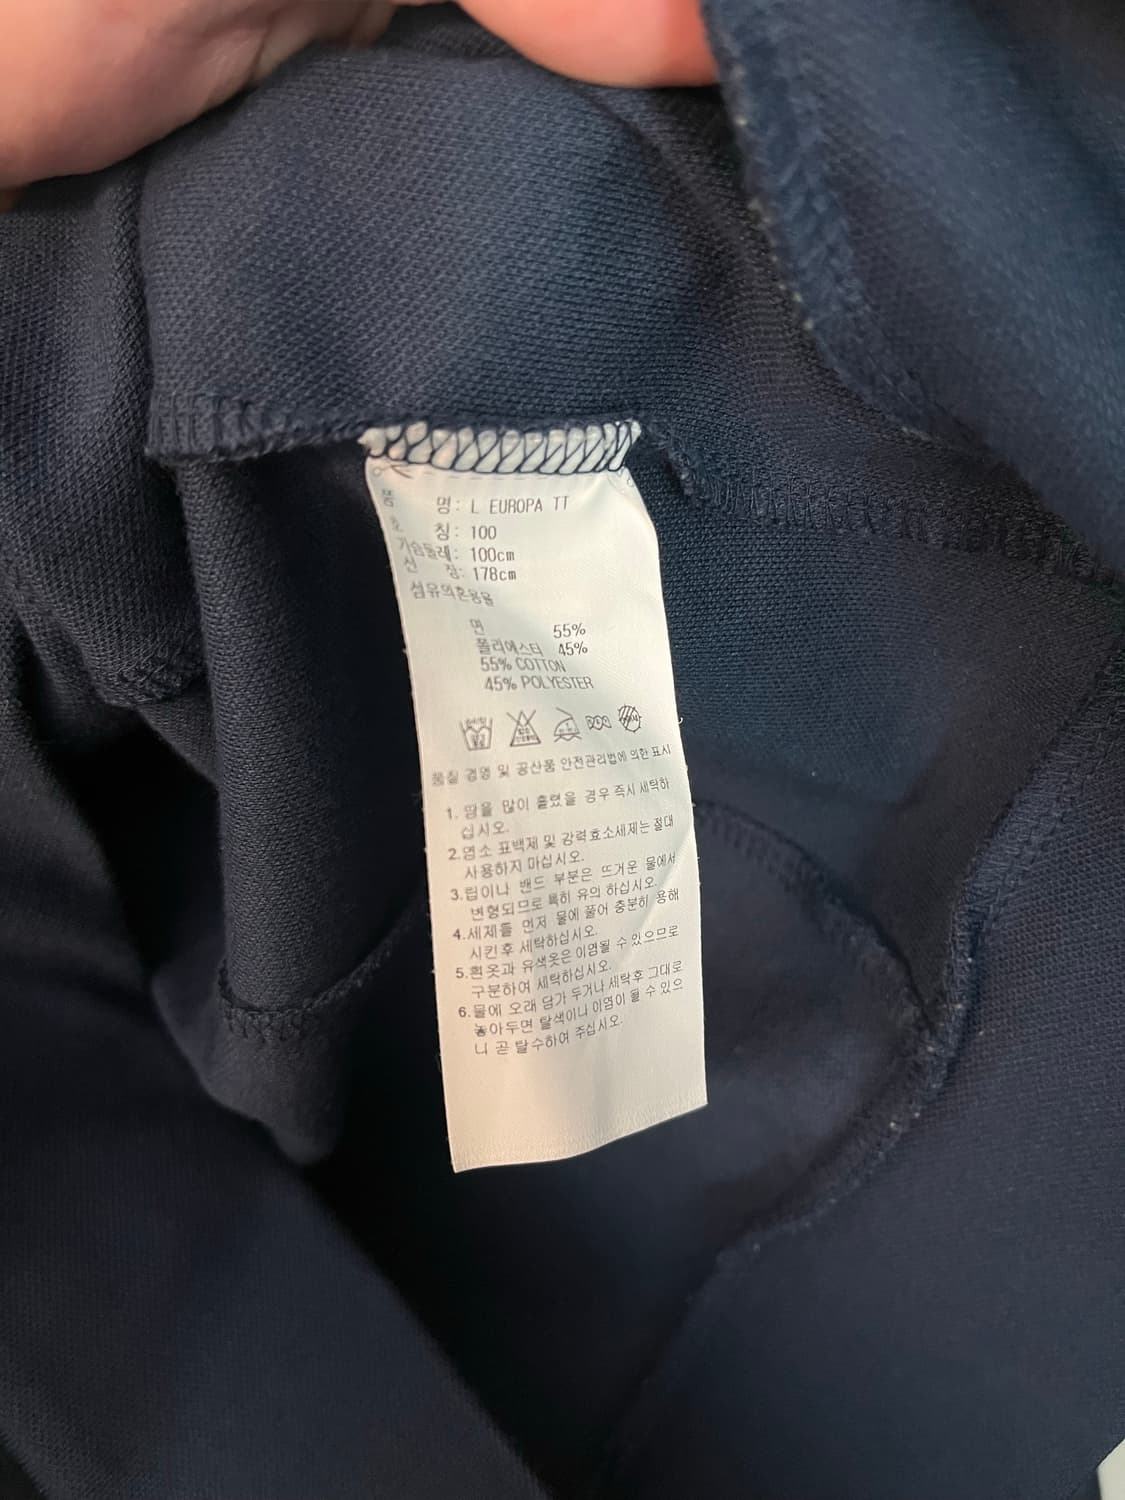 품 명: L EUROPA TT
호 칭: 100
가슴둘레: 100cm
신 장: 178cm
섬유의혼용율
면 55%
폴리에스터 45%
55% COTTON
45% POLYESTER
품질 경영 및 공산품 안전관리법에 의한 표시
1. 땀을 많이 흘렸을 경우 즉시 세탁하
십시오.
2.염소 표백제 및 강력효소세제는 절대
사용하지 마십시오.
3.립이나 밴드 부분은 뜨거운 물에서
변형되므로 특히 유의 하십시오.
4.세제를 먼저 물에 풀어 충분히 용해
시킨후 세탁하십시오.
5.흰옷과 유색옷은 이염될 수 있으므로
구분하여 세탁하십시오.
6.물에 오래 담가 두거나 세탁후 그대로
놓아두면 탈색이나 이염이 될 수 있으
니 곧 탈수하여 주십시오.